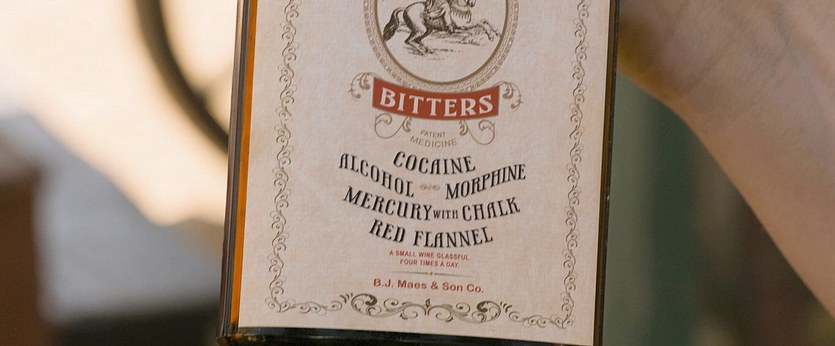 BITTERS
PATENT
MEDICINE
COCAINE
ALCOHOL MORPHINE
MERCURY WITH CHALK
RED FLANNEL
A SMALL WINE GLASSFUL
FOUR TIMES A DAY.
B.J. Maes & Son Co.